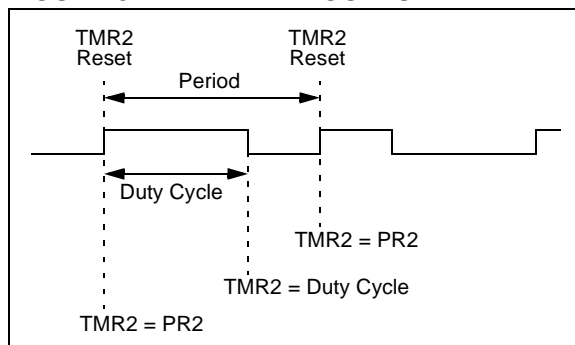 TMR2
Reset
TMR2
Reset
Period
Duty Cycle
TMR2 = PR2
TMR2 = Duty Cycle
TMR2 = PR2